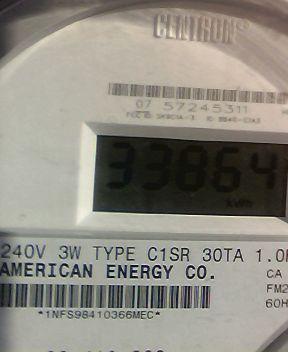 CENTRON®
07 57245311
33864
kWh
240V 3W TYPE C1SR 30TA 1.0
AMERICAN ENERGY CO.
CA
FM2
60H
*1NFS98410366MEC*